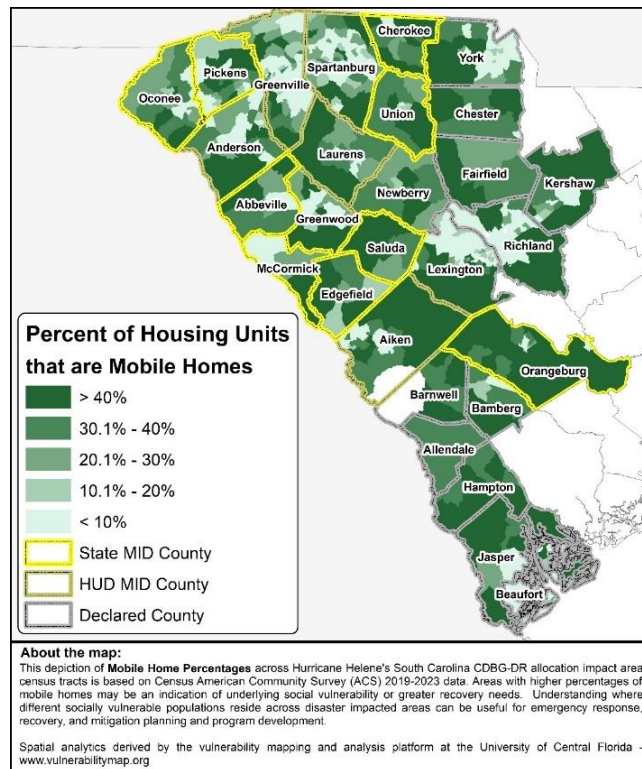 Cherokee
York
Pickens
Spartanburg
Oconee
Greenville
Union
Chester
Anderson
Laurens
Fairfield
Kershaw
Newberry
Abbeville
Greenwood
Richland
Saluda
McCormick
Lexington
Edgefield
Aiken
Orangeburg
Barnwell
Bamberg
Allendale
Hampton
Jasper
Beaufort
Percent of Housing Units
that are Mobile Homes
> 40%
30.1% - 40%
20.1% - 30%
10.1% - 20%
< 10%
State MID County
HUD MID County
Declared County
About the map:
This depiction of Mobile Home Percentages across Hurricane Helene's South Carolina CDBG-DR allocation impact area
census tracts is based on Census American Community Survey (ACS) 2019-2023 data. Areas with higher percentages of
mobile homes may be an indication of underlying social vulnerability or greater recovery needs. Understanding where
different socially vulnerable populations reside across disaster impacted areas can be useful for emergency response,
recovery, and mitigation planning and program development.
Spatial analytics derived by the vulnerability mapping and analysis platform at the University of Central Florida -
www.vulnerabilitymap.org